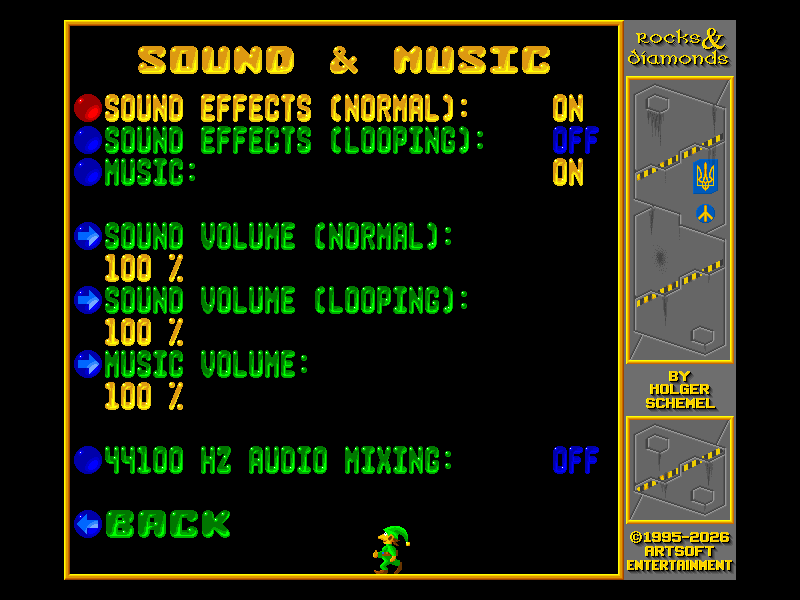 SOUND & MUSIC
SOUND EFFECTS (NORMAL): ON
SOUND EFFECTS (LOOPING): OFF
MUSIC: ON
SOUND VOLUME (NORMAL):
100 %
SOUND VOLUME (LOOPING):
100 %
MUSIC VOLUME:
100 %
44100 HZ AUDIO MIXING: OFF
BACK
Rocks&
diamonds
BY
HOLGER
SCHEMEL
©1995-2026
ARTSOFT
ENTERTAINMENT